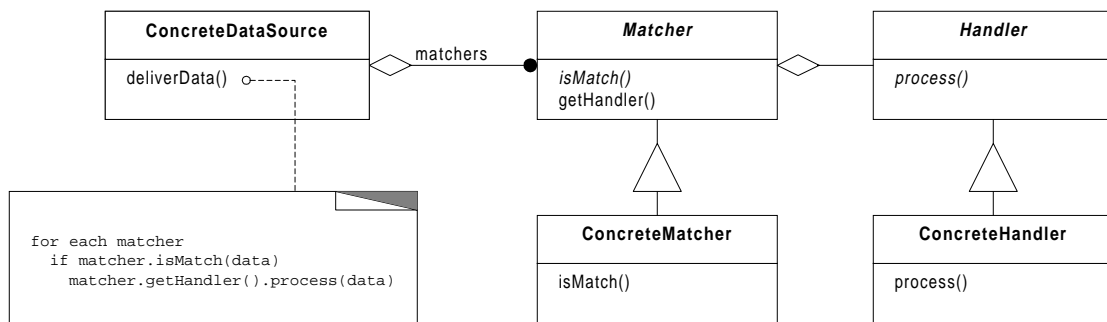 ConcreteDataSource
deliverData()
matchers
Matcher
isMatch()
getHandler()
Handler
process()
for each matcher
if matcher.isMatch(data)
matcher.getHandler().process(data)
ConcreteMatcher
isMatch()
ConcreteHandler
process()